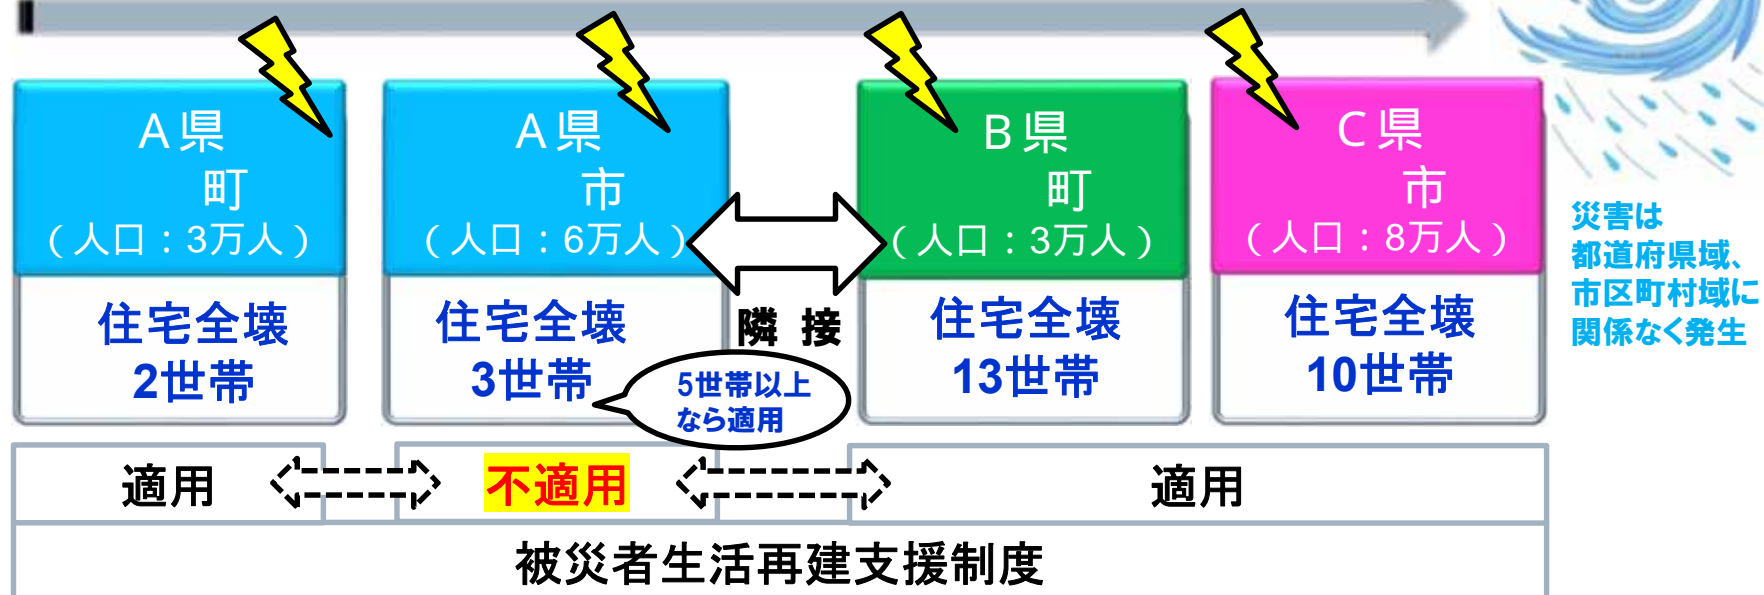 A県
町
(人口:3万人)
住宅全壊
2世帯
A県
市
(人口:6万人)
住宅全壊
3世帯
5世帯以上
なら適用
隣接
B県
町
(人口:3万人)
住宅全壊
13世帯
C県
市
(人口:8万人)
住宅全壊
10世帯
災害は
都道府県域、
市区町村域に
関係なく発生
適用
不適用
適用
被災者生活再建支援制度